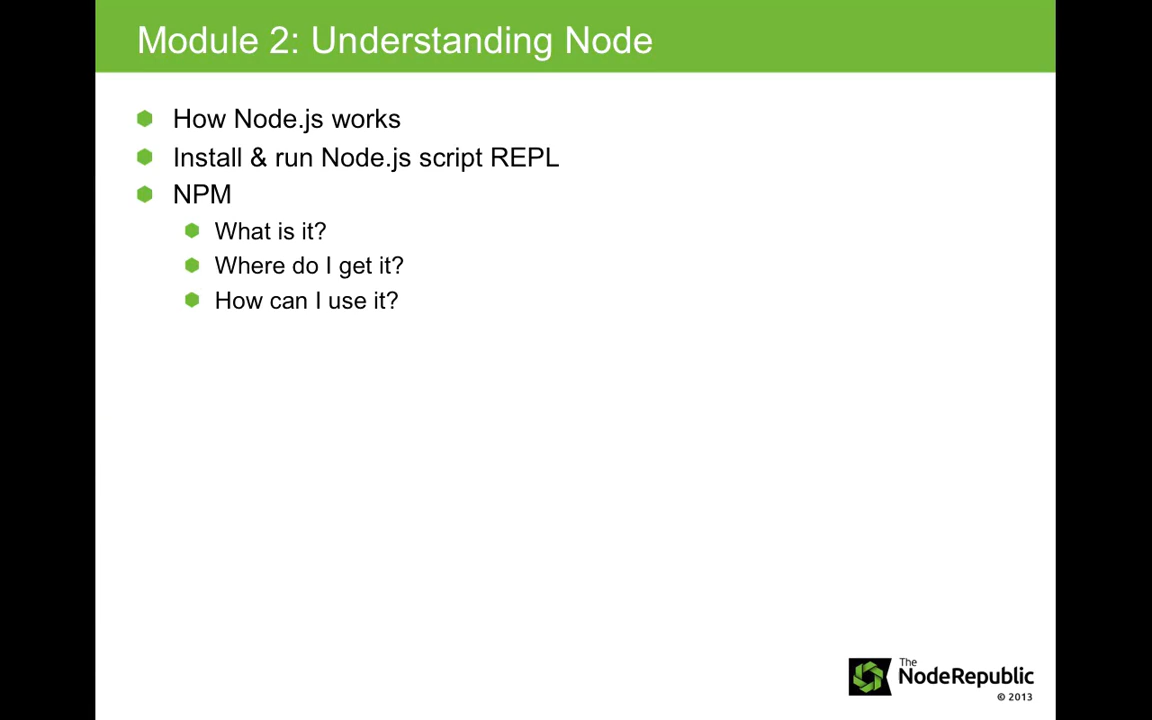 Module 2: Understanding Node
How Node.js works
Install & run Node.js script REPL
NPM
What is it?
Where do I get it?
How can I use it?
The
NodeRepublic
© 2013